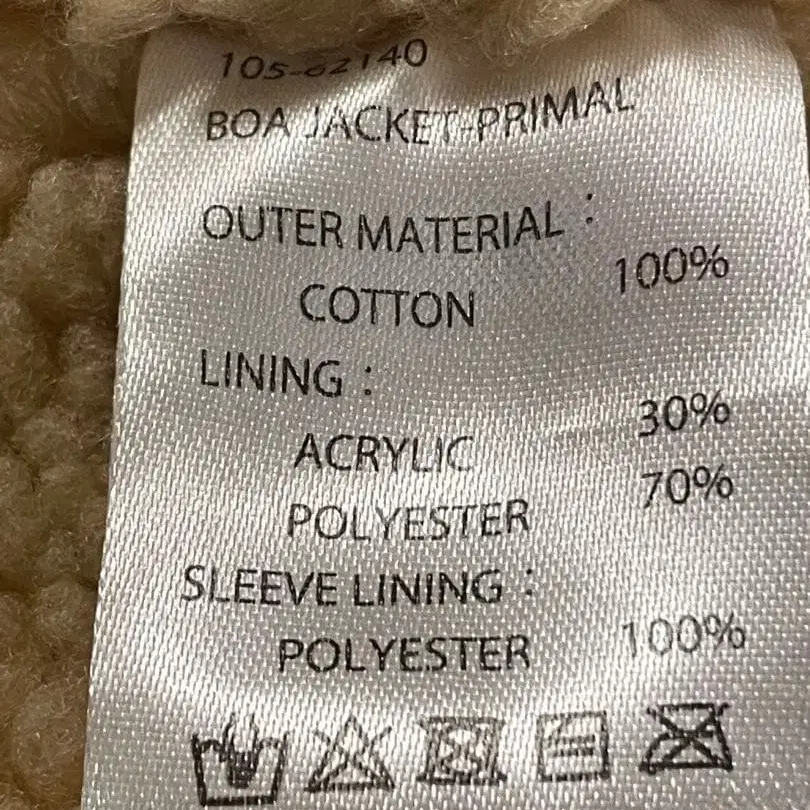 105-62140
BOA JACKET-PRIMAL
OUTER MATERIAL :
COTTON 100%
LINING :
ACRYLIC 30%
POLYESTER 70%
SLEEVE LINING :
POLYESTER 100%